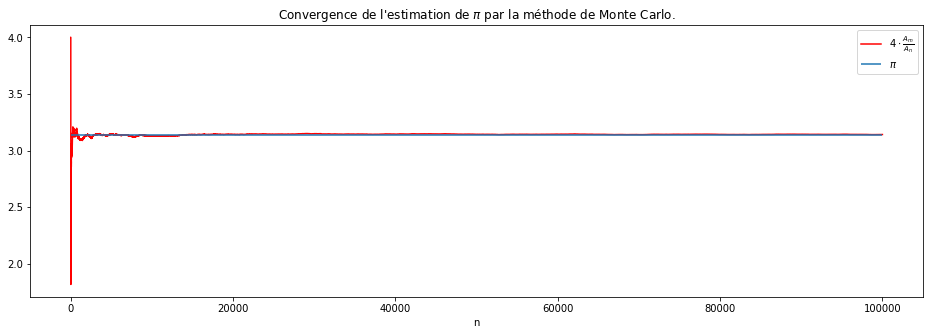 Convergence de l'estimation de π par la méthode de Monte Carlo.
4 · Am/An
π
4.0
3.5
3.0
2.5
2.0
0 20000 40000 60000 80000 100000
n